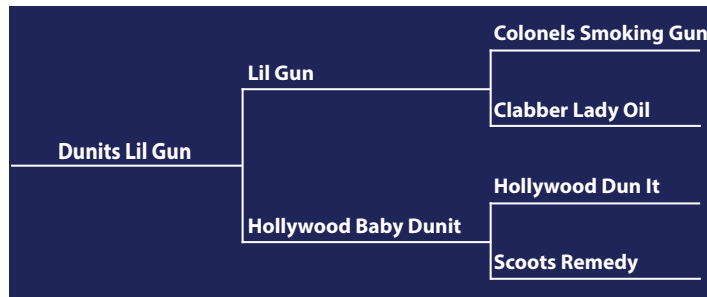 Colonels Smoking Gun
Lil Gun
Clabber Lady Oil
Dunits Lil Gun
Hollywood Dun It
Hollywood Baby Dunit
Scoots Remedy